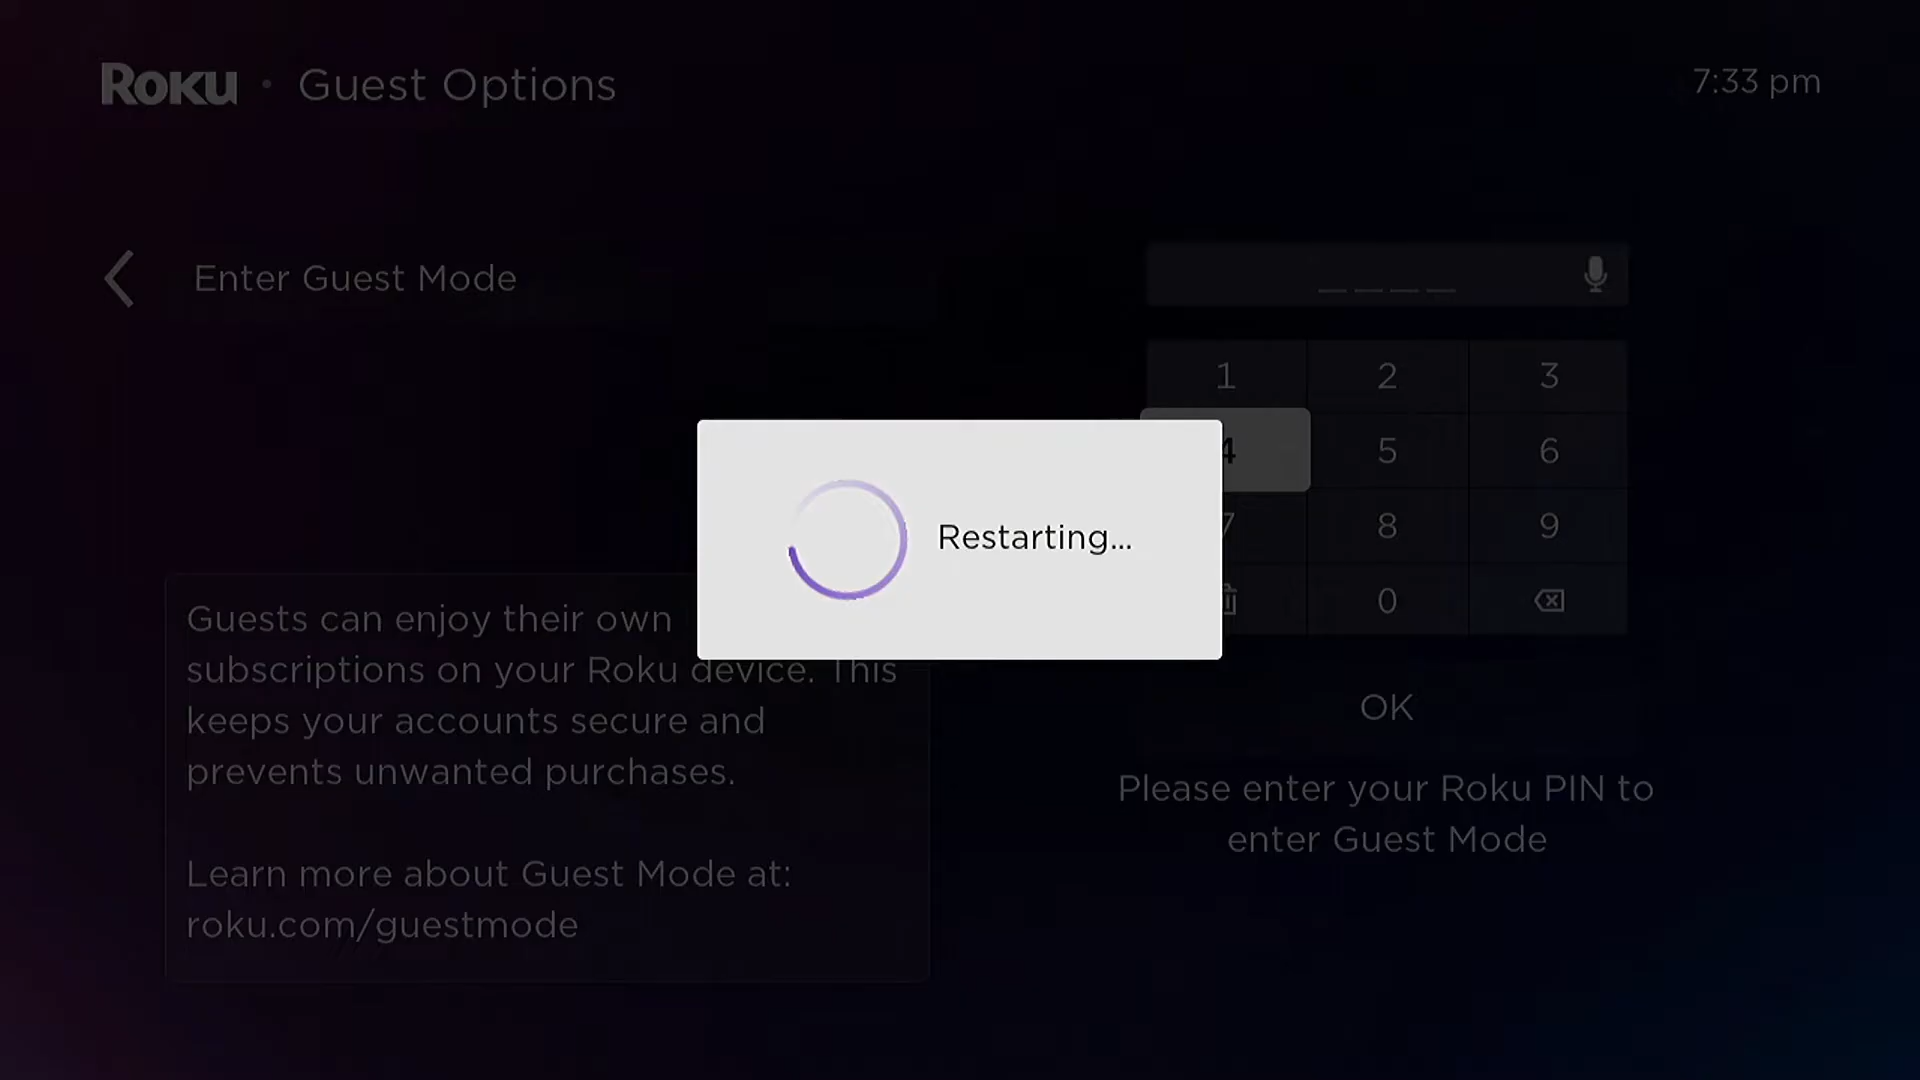 Roku • Guest Options
7:33 pm
Enter Guest Mode
_ _ _ _
1 2 3
4 5 6
7 8 9
0
Restarting...
Guests can enjoy their own
subscriptions on your Roku device. This
keeps your accounts secure and
prevents unwanted purchases.
Learn more about Guest Mode at:
roku.com/guestmode
OK
Please enter your Roku PIN to
enter Guest Mode